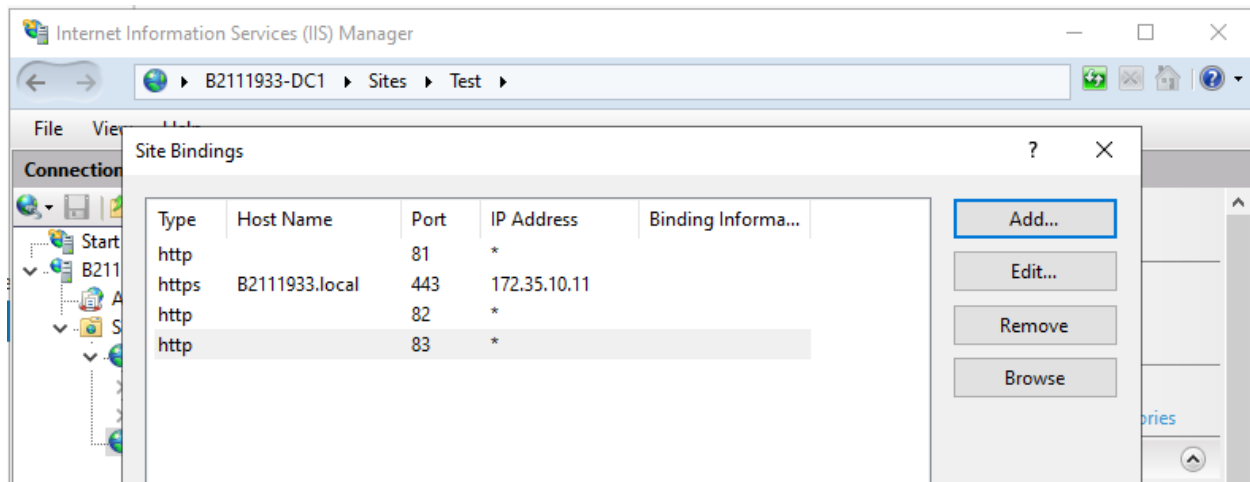 Internet Information Services (IIS) Manager
B2111933-DC1 Sites Test
File View Help
Site Bindings ?
Connection
Type Host Name Port IP Address Binding Informa... Add...
http 81 *
https B2111933.local 443 172.35.10.11 Edit...
http 82 * Remove
http 83 *
Browse
Start
B211
A
S
ories